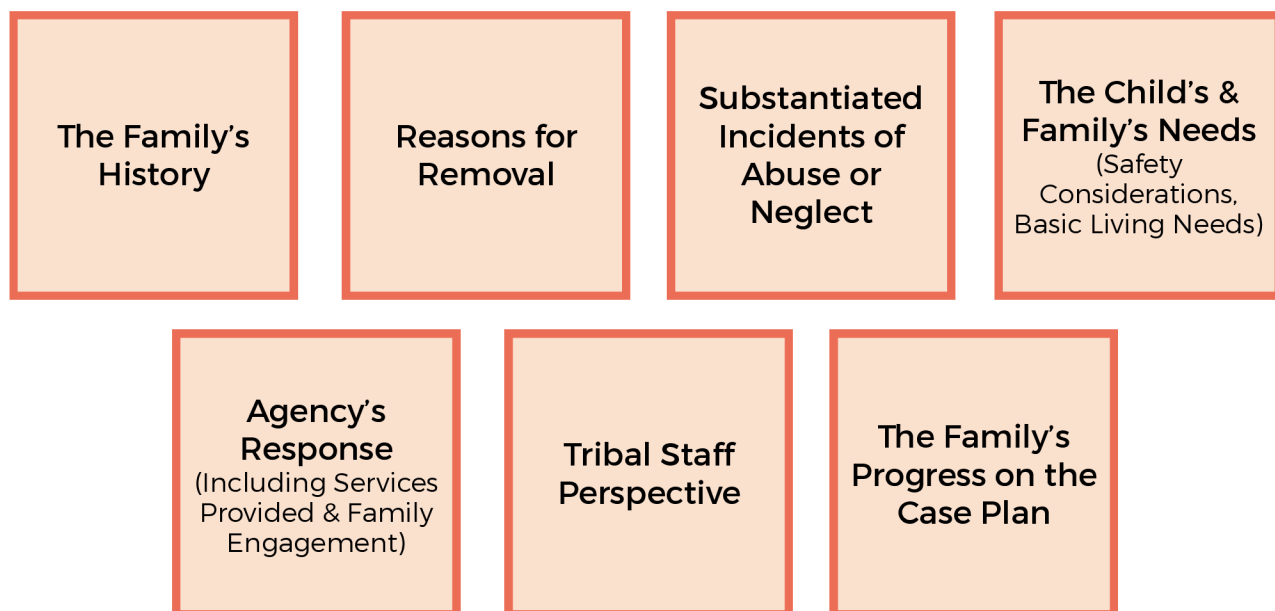 The Family’s
History
Reasons for
Removal
Substantiated
Incidents of
Abuse or
Neglect
The Child’s &
Family’s Needs
(Safety
Considerations,
Basic Living Needs)
Agency’s
Response
(Including Services
Provided & Family
Engagement)
Tribal Staff
Perspective
The Family’s
Progress on the
Case Plan